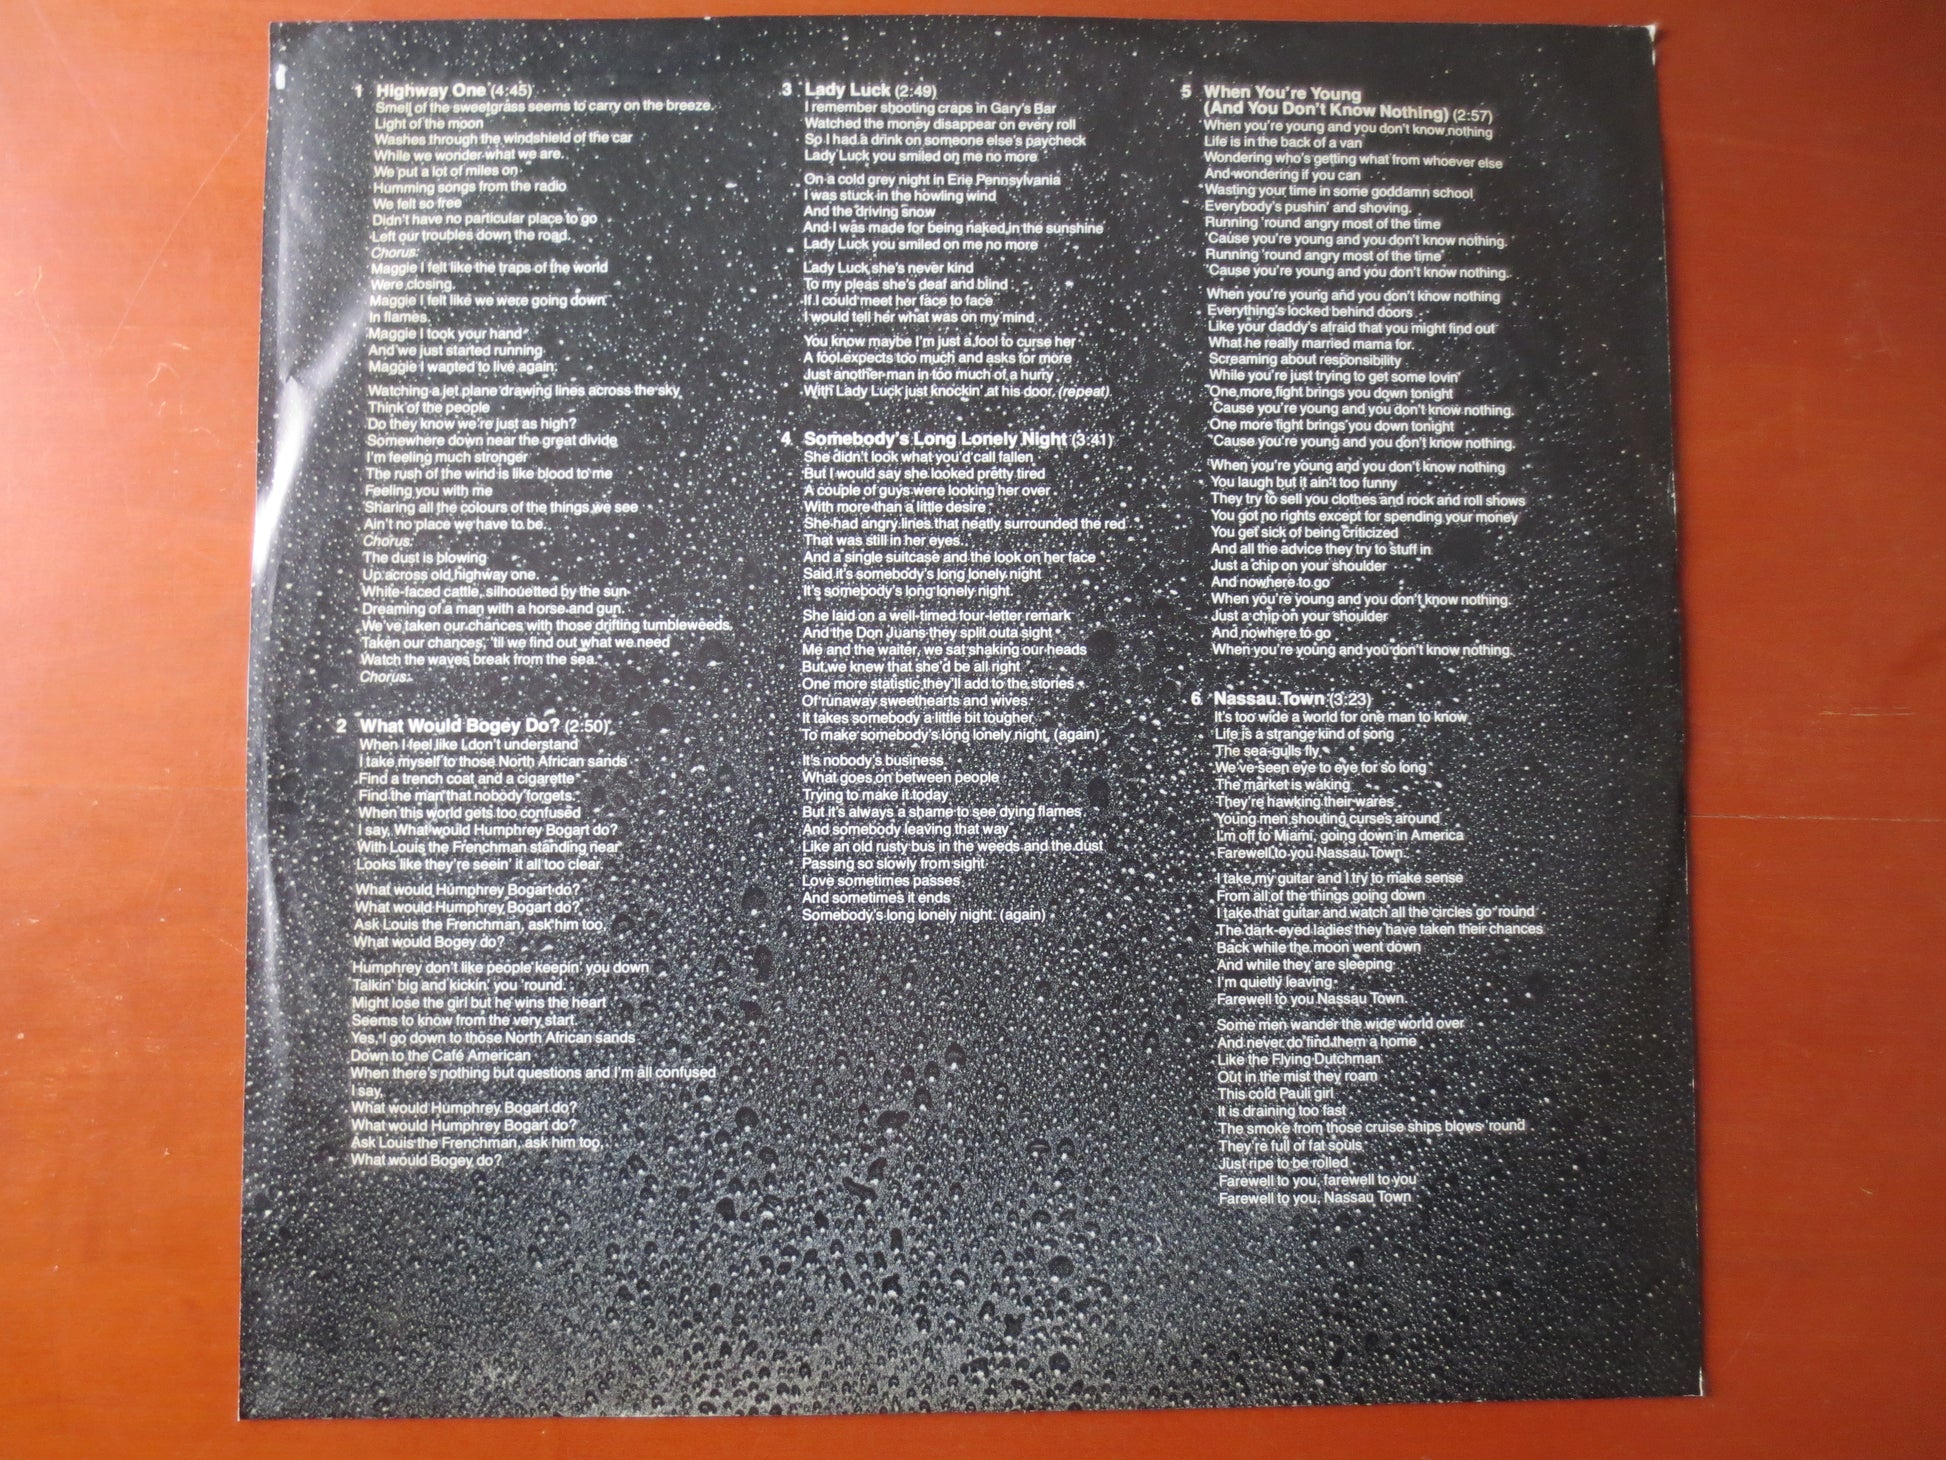 1 Highway One (4:45)
Smell of the sweetgrass seems to carry on the breeze.
Light of the moon
Washes through the windshield of the car
While we wonder what we are.
We put a lot of miles on
Humming songs from the radio
We felt so free
Didn't have no particular place to go
Left our troubles down the road.
Chorus:
Maggie I felt like the traps of the world
Were closing.
Maggie I felt like we were going down
In flames.
Maggie I took your hand
And we just started running
Maggie I wanted to live again.
Watching a jet plane drawing lines across the sky
Think of the people
Do they know we're just as high?
Somewhere down near the great divide
I'm feeling much stronger
The rush of the wind is like blood to me
Feeling you with me
Sharing all the colours of the things we see
Ain't no place we have to be.
Chorus:
The dust is blowing
Up across old highway one.
White-faced cattle, silhouetted by the sun
Dreaming of a man with a horse and gun.
We've taken our chances with those drifting tumbleweeds.
Taken our chances, 'til we find out what we need
Watch the waves break from the sea.
Chorus:
2 What Would Bogey Do? (2:50)
When I feel like I don't understand
I take myself to those North African sands
Find a trench coat and a cigarette
Find the man that nobody forgets.
When this world gets too confused
I say, What would Humphrey Bogart do?
With Louis the Frenchman standing near
Looks like they're seein' it all too clear.
What would Humphrey Bogart do?
What would Humphrey Bogart do?
Ask Louis the Frenchman, ask him too,
What would Bogey do?
Humphrey don't like people keepin' you down
Talkin' big and kickin' you 'round.
Might lose the girl but he wins the heart
Seems to know from the very start
Yes, I go down to those North African sands
Down to the Café American
When there's nothing but questions and I'm all confused
I say,
What would Humphrey Bogart do?
What would Humphrey Bogart do?
Ask Louis the Frenchman, ask him too,
What would Bogey do?
3 Lady Luck (2:49)
I remember shooting craps in Gary's Bar
Watched the money disappear on every roll
So I had a drink on someone else's paycheck
Lady Luck you smiled on me no more
On a cold grey night in Erie Pennsylvania
I was stuck in the howling wind
And the driving snow
And I was made for being naked in the sunshine
Lady Luck you smiled on me no more
Lady Luck she's never kind
To my pleas she's deaf and blind
If I could meet her face to face
I would tell her what was on my mind
You know maybe I'm just a fool to curse her
A fool expects too much and asks for more
Just another man in too much of a hurry
With Lady Luck just knockin' at his door. (repeat)
4 Somebody's Long Lonely Night (3:41)
She didn't look what you'd call fallen
But I would say she looked pretty tired
A couple of guys were looking her over
With more than a little desire
She had angry lines that neatly surrounded the red
That was still in her eyes.
And a single suitcase and the look on her face
Said it's somebody's long lonely night
It's somebody's long lonely night.
She laid on a well-timed four-letter remark
And the Don Juans they split outa sight
Me and the waiter, we sat shaking our heads
But we knew that she'd be all right
One more statistic they'll add to the stories
Of runaway sweethearts and wives
It takes somebody a little bit tougher
To make somebody's long lonely night. (again)
It's nobody's business
What goes on between people
Trying to make it today
But it's always a shame to see dying flames
And somebody leaving that way
Like an old rusty bus in the weeds and the dust
Passing so slowly from sight
Love sometimes passes
And sometimes it ends
Somebody's long lonely night. (again)
5 When You're Young
(And You Don't Know Nothing) (2:57)
When you're young and you don't know nothing
Life is in the back of a van
Wondering who's getting what from whoever else
And wondering if you can
Wasting your time in some goddamn school
Everybody's pushin' and shoving.
Running 'round angry most of the time
'Cause you're young and you don't know nothing.
Running 'round angry most of the time
'Cause you're young and you don't know nothing.
When you're young and you don't know nothing
Everything's locked behind doors
Like your daddy's afraid that you might find out
What he really married mama for.
Screaming about responsibility
While you're just trying to get some lovin'
One more fight brings you down tonight
'Cause you're young and you don't know nothing.
One more fight brings you down tonight
'Cause you're young and you don't know nothing.
When you're young and you don't know nothing
You laugh but it ain't too funny
They try to sell you clothes and rock and roll shows
You got no rights except for spending your money
You get sick of being criticized
And all the advice they try to stuff in
Just a chip on your shoulder
And nowhere to go
When you're young and you don't know nothing.
Just a chip on your shoulder
And nowhere to go
When you're young and you don't know nothing.
6 Nassau Town (3:23)
It's too wide a world for one man to know
Life is a strange kind of song
The sea-gulls fly
We've seen eye to eye for so long
The market is waking
They're hawking their wares
Young men shouting curses around
I'm off to Miami, going down in America
Farewell to you Nassau Town.
I take my guitar and I try to make sense
From all of the things going down
I take that guitar and watch all the circles go 'round
The dark-eyed ladies they have taken their chances
Back while the moon went down
And while they are sleeping
I'm quietly leaving
Farewell to you Nassau Town.
Some men wander the wide world over
And never do find them a home
Like the Flying Dutchman
Out in the mist they roam
This cold Pauli girl
It is draining too fast
The smoke from those cruise ships blows 'round
They're full of fat souls
Just ripe to be rolled
Farewell to you, farewell to you
Farewell to you, Nassau Town